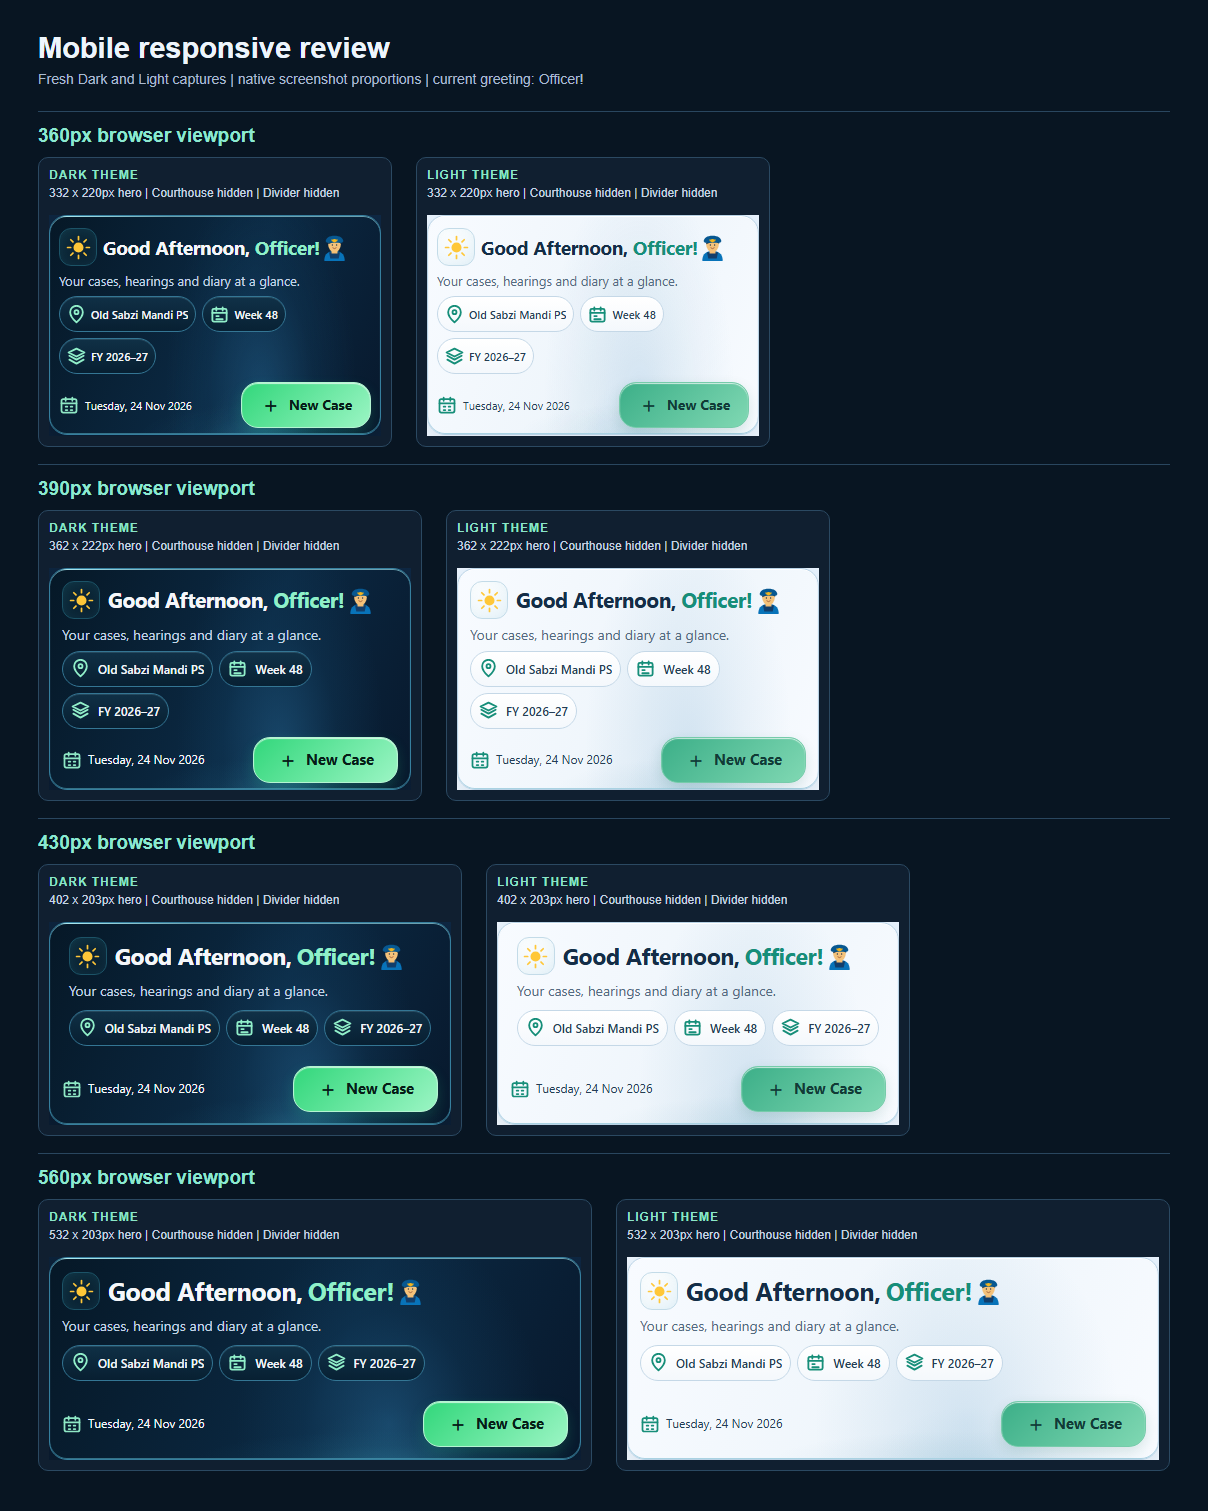 Mobile responsive review
Fresh Dark and Light captures | native screenshot proportions | current greeting: Officer!
360px browser viewport
DARK THEME
332 x 220px hero | Courthouse hidden | Divider hidden
Good Afternoon, Officer!
Your cases, hearings and diary at a glance.
Old Sabzi Mandi PS
Week 48
FY 2026–27
Tuesday, 24 Nov 2026
+ New Case
LIGHT THEME
332 x 220px hero | Courthouse hidden | Divider hidden
Good Afternoon, Officer!
Your cases, hearings and diary at a glance.
Old Sabzi Mandi PS
Week 48
FY 2026–27
Tuesday, 24 Nov 2026
+ New Case
390px browser viewport
DARK THEME
362 x 222px hero | Courthouse hidden | Divider hidden
Good Afternoon, Officer!
Your cases, hearings and diary at a glance.
Old Sabzi Mandi PS
Week 48
FY 2026–27
Tuesday, 24 Nov 2026
+ New Case
LIGHT THEME
362 x 222px hero | Courthouse hidden | Divider hidden
Good Afternoon, Officer!
Your cases, hearings and diary at a glance.
Old Sabzi Mandi PS
Week 48
FY 2026–27
Tuesday, 24 Nov 2026
+ New Case
430px browser viewport
DARK THEME
402 x 203px hero | Courthouse hidden | Divider hidden
Good Afternoon, Officer!
Your cases, hearings and diary at a glance.
Old Sabzi Mandi PS
Week 48
FY 2026–27
Tuesday, 24 Nov 2026
+ New Case
LIGHT THEME
402 x 203px hero | Courthouse hidden | Divider hidden
Good Afternoon, Officer!
Your cases, hearings and diary at a glance.
Old Sabzi Mandi PS
Week 48
FY 2026–27
Tuesday, 24 Nov 2026
+ New Case
560px browser viewport
DARK THEME
532 x 203px hero | Courthouse hidden | Divider hidden
Good Afternoon, Officer!
Your cases, hearings and diary at a glance.
Old Sabzi Mandi PS
Week 48
FY 2026–27
Tuesday, 24 Nov 2026
+ New Case
LIGHT THEME
532 x 203px hero | Courthouse hidden | Divider hidden
Good Afternoon, Officer!
Your cases, hearings and diary at a glance.
Old Sabzi Mandi PS
Week 48
FY 2026–27
Tuesday, 24 Nov 2026
+ New Case